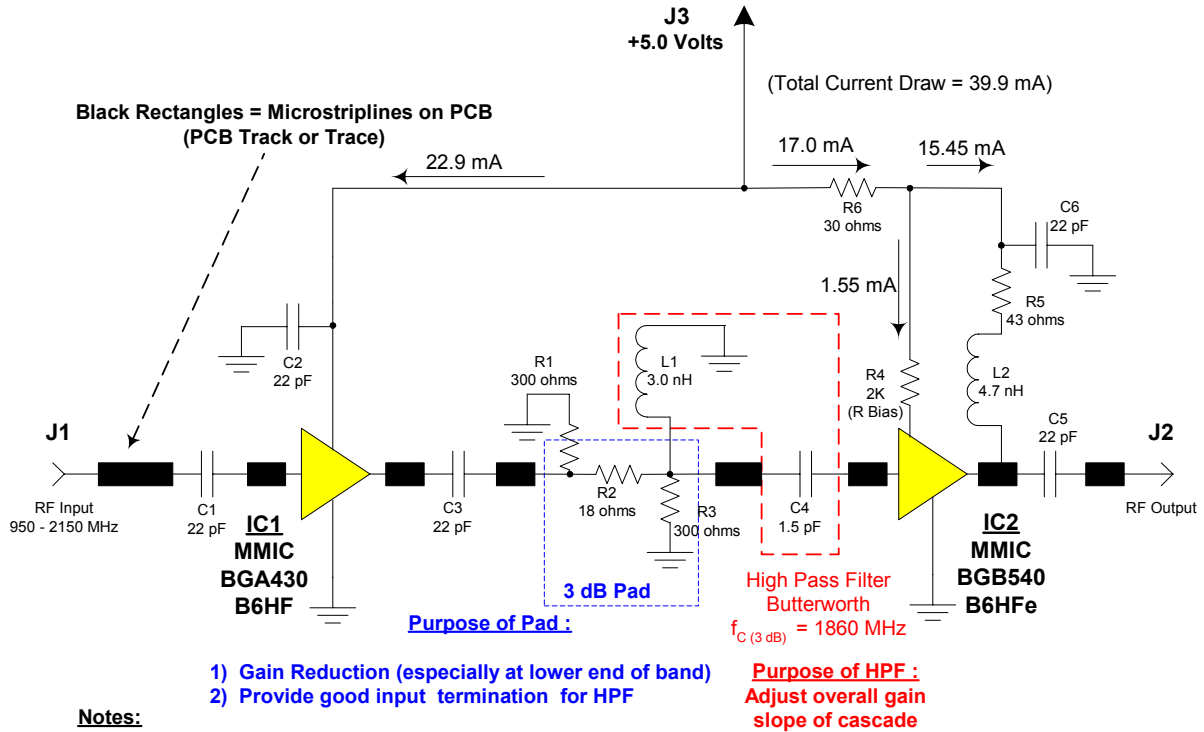 J3
+5.0 Volts
(Total Current Draw = 39.9 mA)
Black Rectangles = Microstriplines on PCB
(PCB Track or Trace)
22.9 mA
17.0 mA
15.45 mA
R6
30 ohms
C6
22 pF
1.55 mA
R5
43 ohms
C2
22 pF
R1
300 ohms
L1
3.0 nH
R4
2K
(R Bias)
L2
4.7 nH
J1
C5
22 pF
J2
RF Input
950 - 2150 MHz
C1
22 pF
C3
22 pF
R2
18 ohms
R3
300 ohms
C4
1.5 pF
RF Output
IC1
MMIC
BGA430
B6HF
IC2
MMIC
BGB540
B6HFe
3 dB Pad
High Pass Filter
Butterworth
fC (3 dB) = 1860 MHz
Purpose of Pad :
1) Gain Reduction (especially at lower end of band)
2) Provide good input termination for HPF
Purpose of HPF :
Adjust overall gain
slope of cascade
Notes: